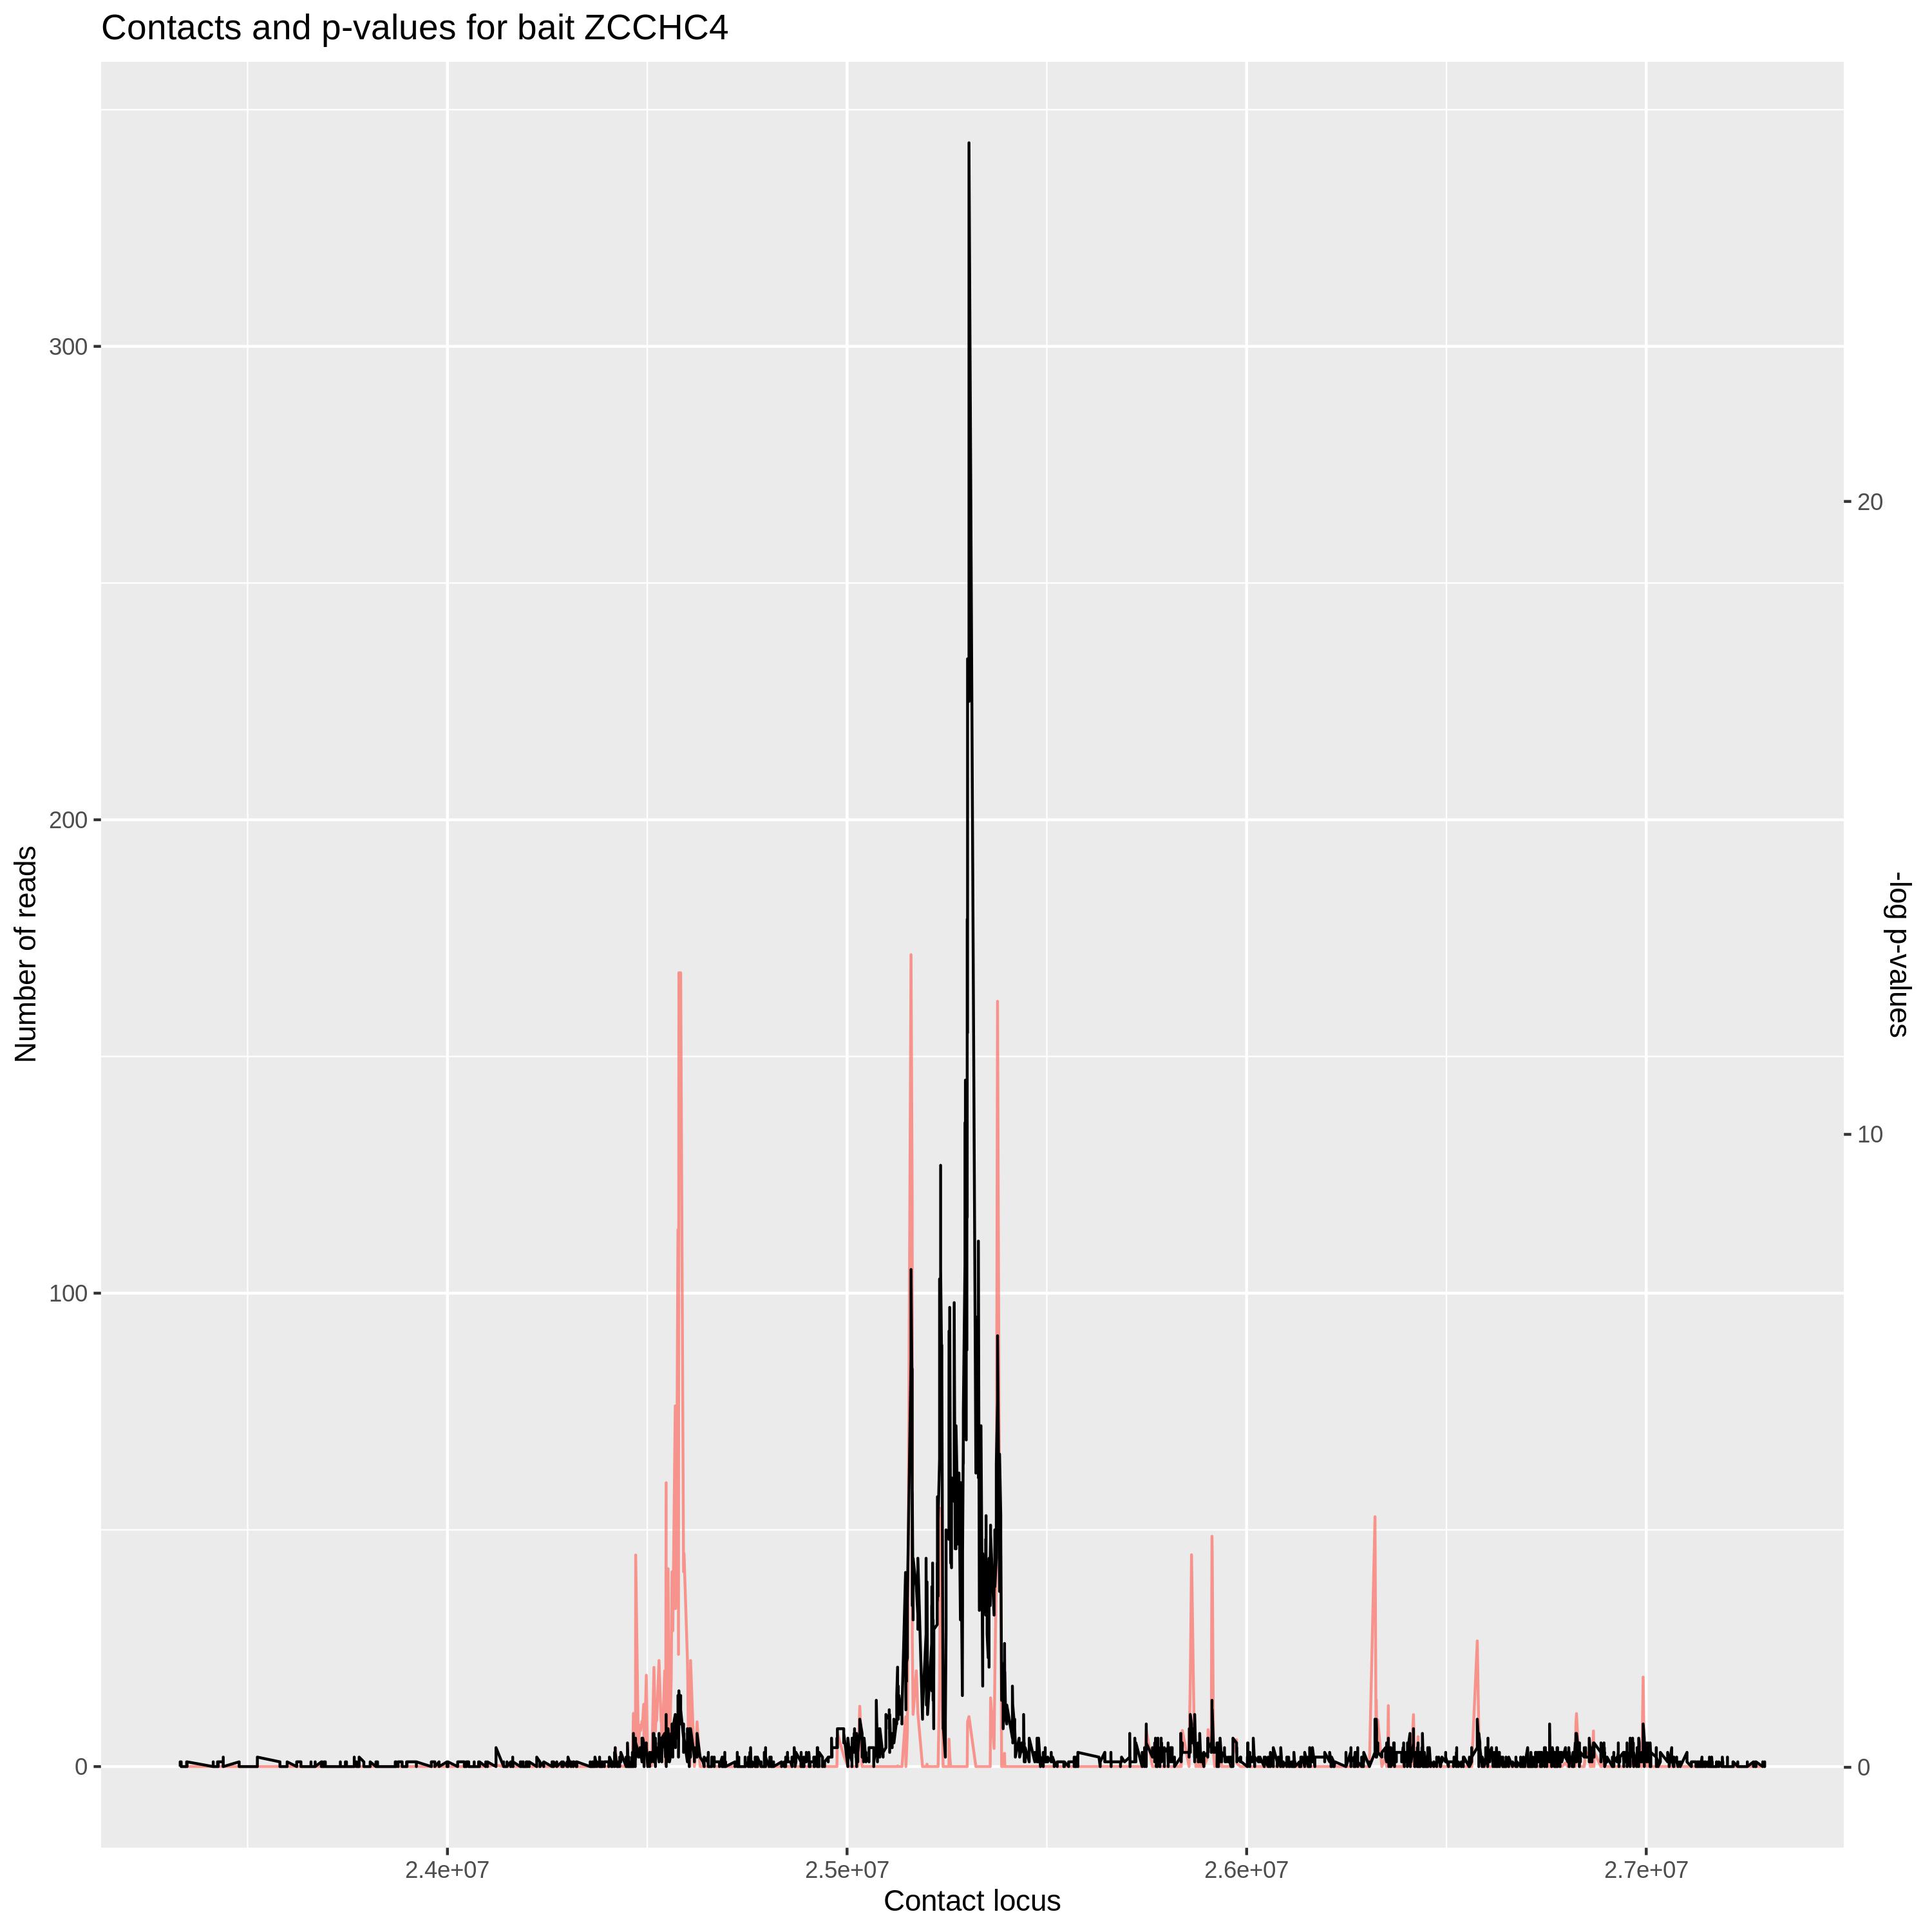 Contacts and p-values for bait ZCCHC4
300
200
100
0
Number of reads
20
10
0
-log p-values
2.4e+07
2.5e+07
2.6e+07
2.7e+07
Contact locus